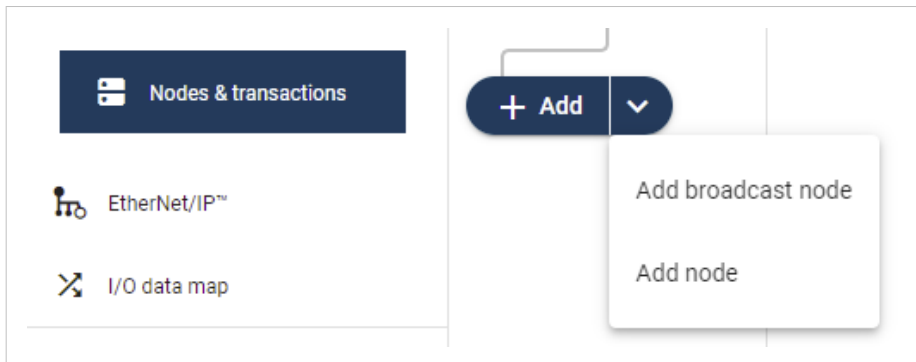 Nodes & transactions
+ Add
EtherNet/IP™
I/O data map
Add broadcast node
Add node